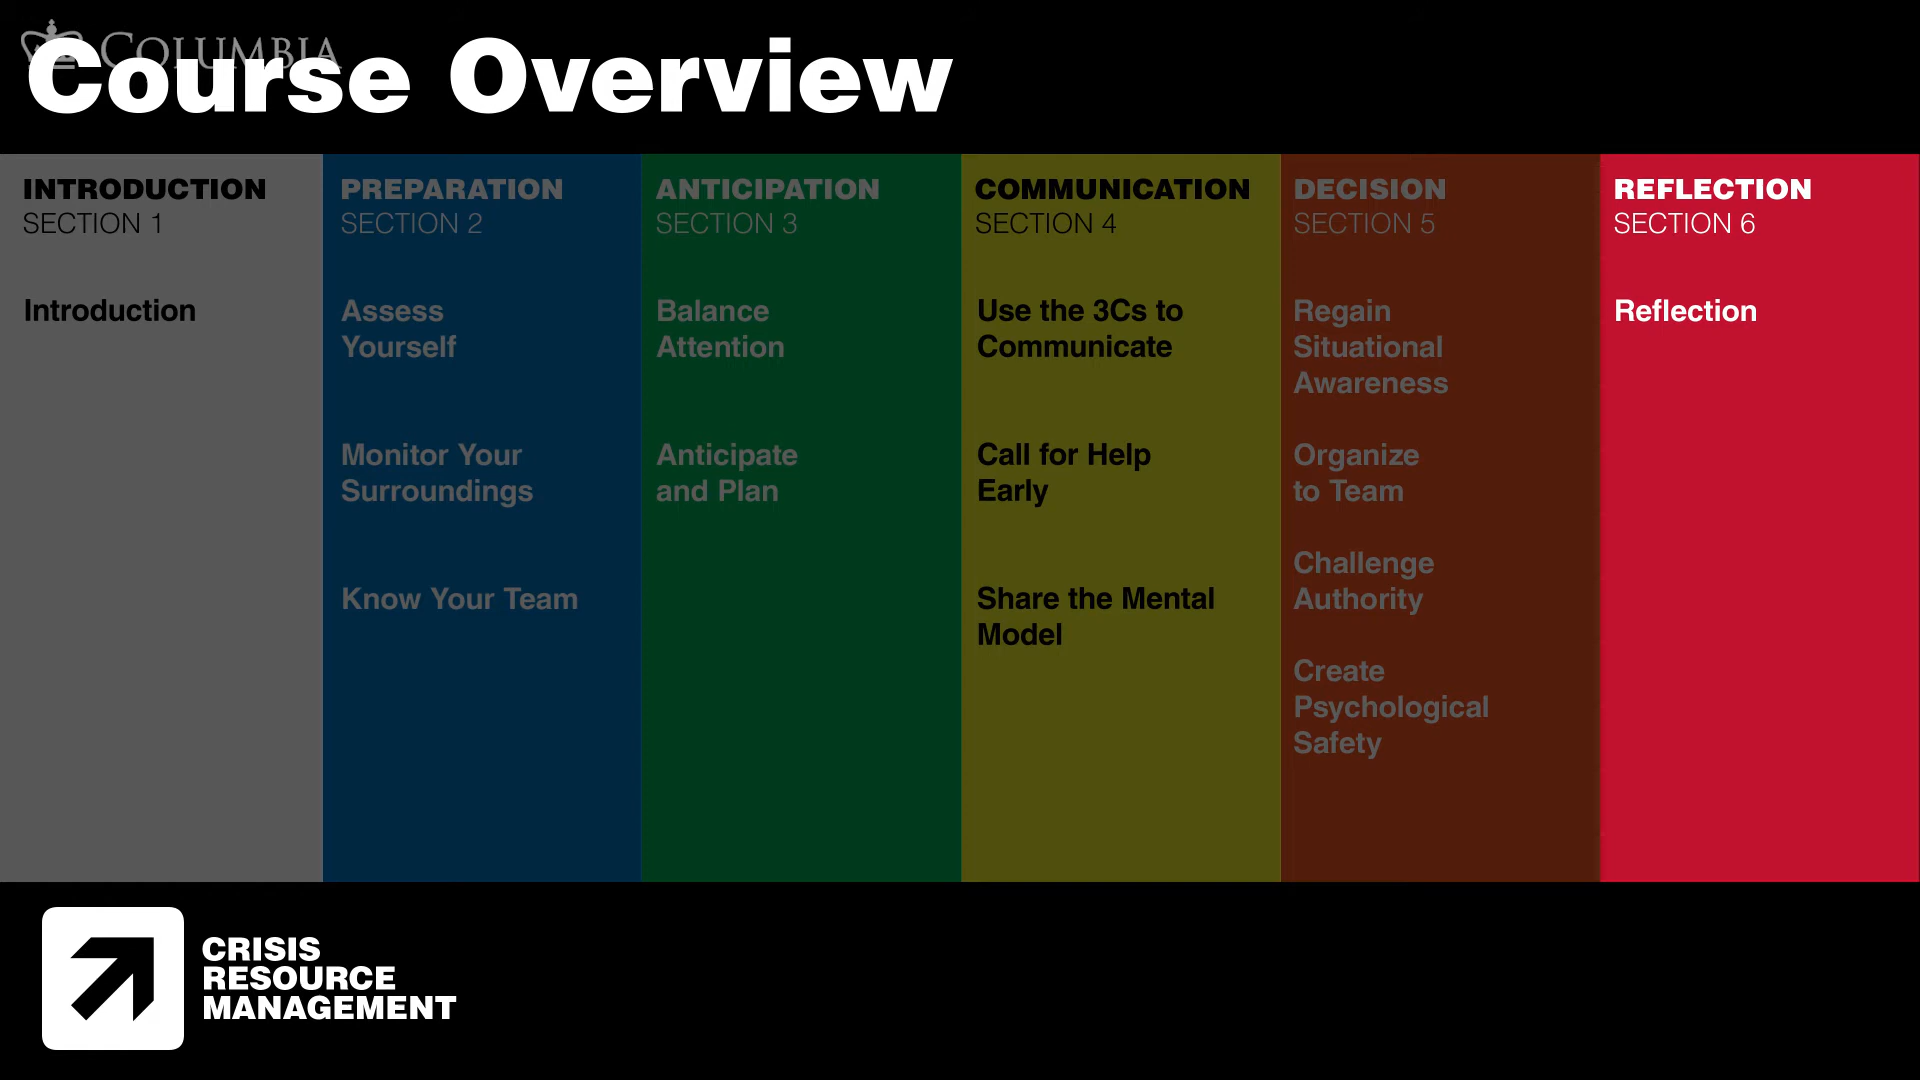 COLUMBIA
Course Overview
INTRODUCTION
SECTION 1
Introduction
PREPARATION
SECTION 2
Assess
Yourself
Monitor Your
Surroundings
Know Your Team
ANTICIPATION
SECTION 3
Balance
Attention
Anticipate
and Plan
COMMUNICATION
SECTION 4
Use the 3Cs to
Communicate
Call for Help
Early
Share the Mental
Model
DECISION
SECTION 5
Regain
Situational
Awareness
Organize
to Team
Challenge
Authority
Create
Psychological
Safety
REFLECTION
SECTION 6
Reflection
CRISIS
RESOURCE
MANAGEMENT